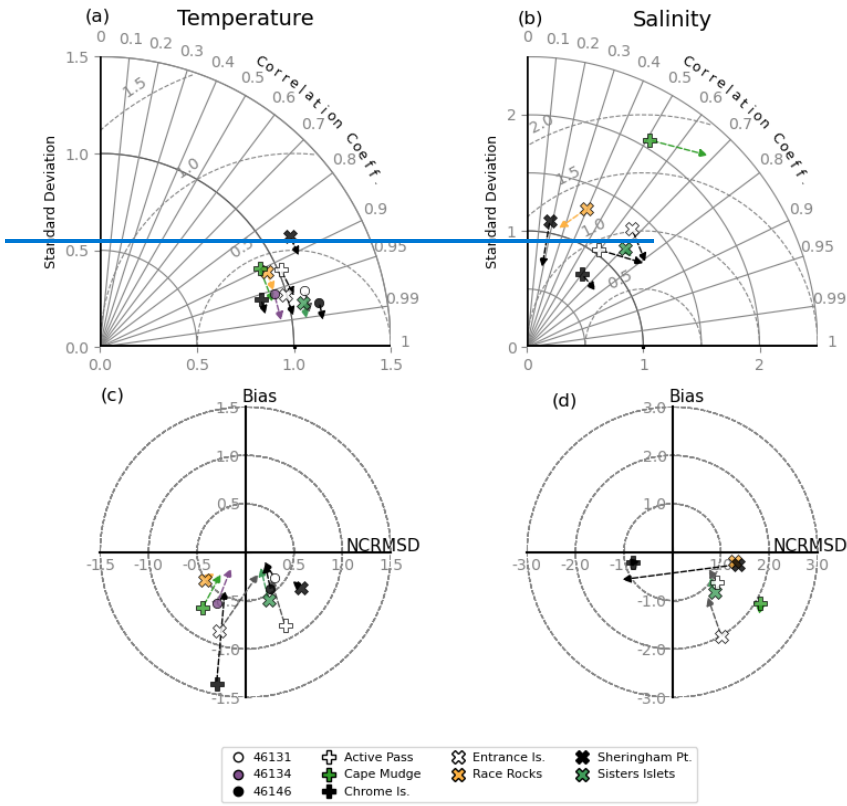 (a) Temperature
(b) Salinity
0 0.1 0.2 0.3 0.4 0.5 0.6 0.7 0.8 0.9 0.95 0.99 1
Correlation Coeff.
Standard Deviation
1.5
1.0
0.5
0.0
0.0 0.5 1.0 1.5
1.5
1.0
0.5
0 0.1 0.2 0.3 0.4 0.5 0.6 0.7 0.8 0.9 0.95 0.99 1
Correlation Coeff.
Standard Deviation
2
1
0
0 1 2
2.0
1.5
1.0
0.5
(c) Bias
1.5
1.0
0.5
NCRMSD
-1.5 -1.0 -0.5 0.5 1.0 1.5
-0.5
-1.0
-1.5
(d) Bias
3.0
2.0
1.0
NCRMSD
-3.0 -2.0 -1.0 1.0 2.0 3.0
-1.0
-2.0
-3.0
46131 Active Pass Entrance Is. Sheringham Pt.
46134 Cape Mudge Race Rocks Sisters Islets
46146 Chrome Is.